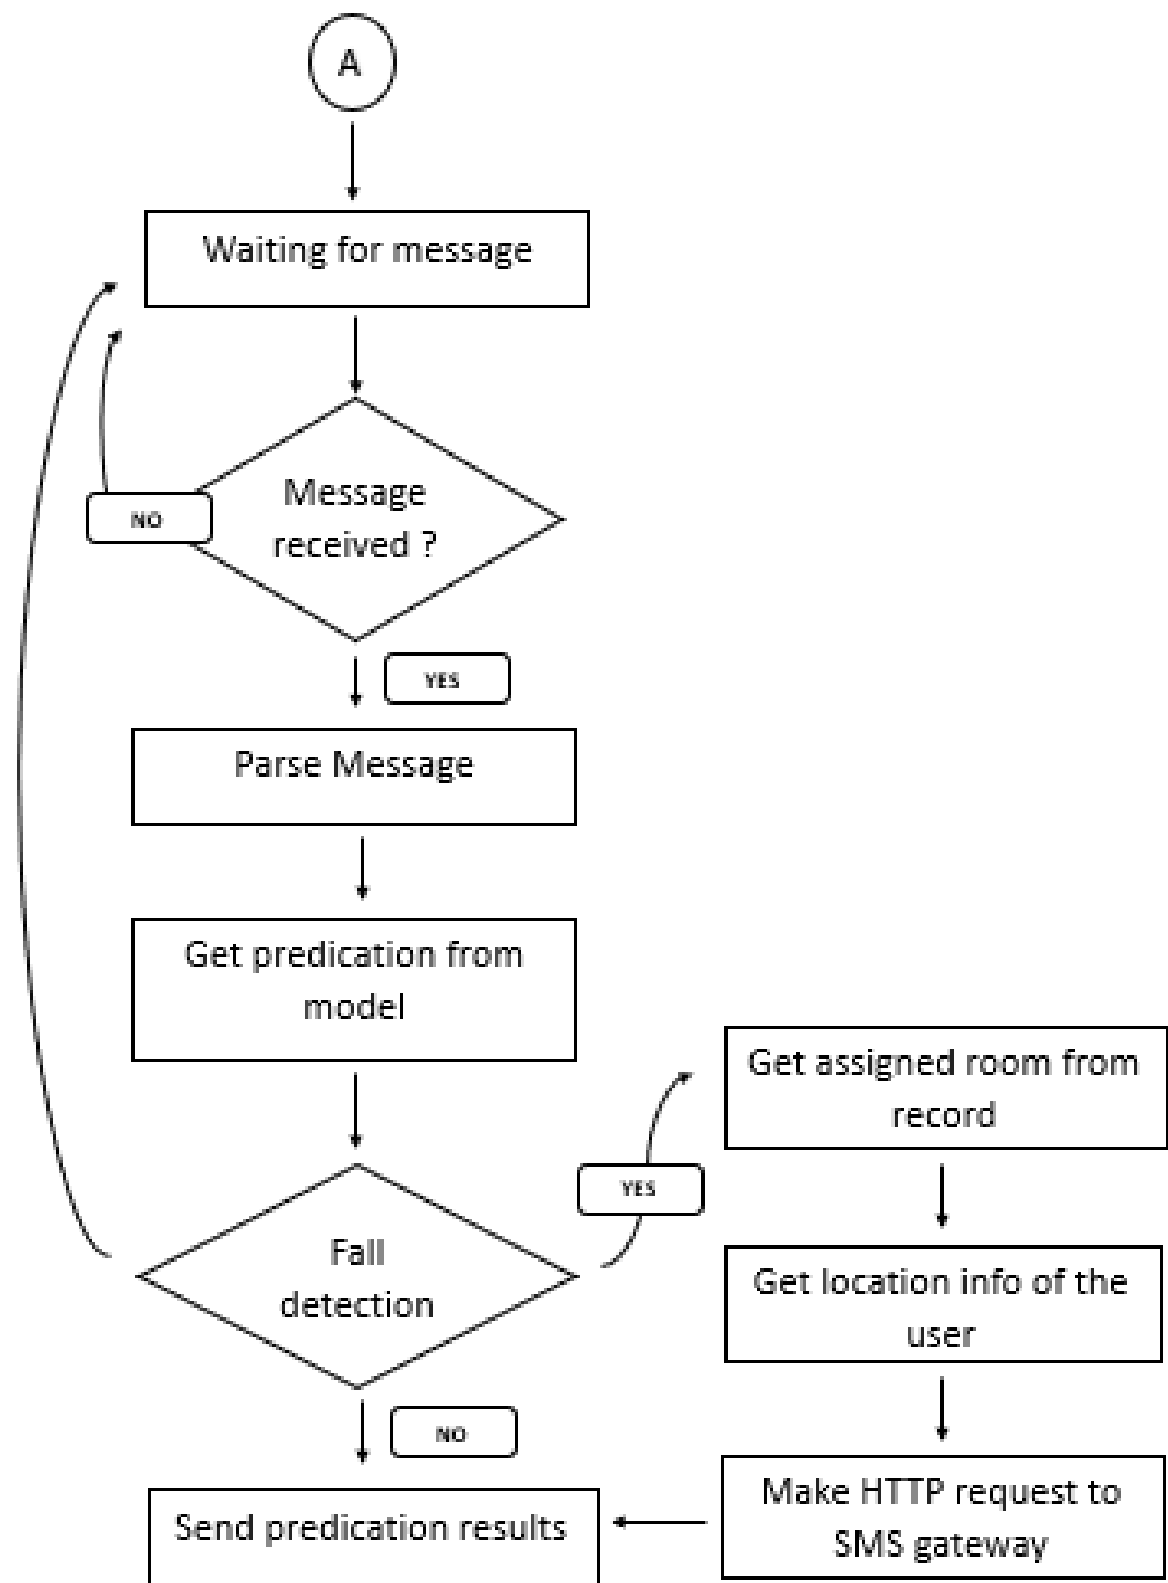 A
Waiting for message
Message
received ?
NO
YES
Parse Message
Get predication from
model
Fall
detection
YES
Get assigned room from
record
Get location info of the
user
Make HTTP request to
SMS gateway
NO
Send predication results